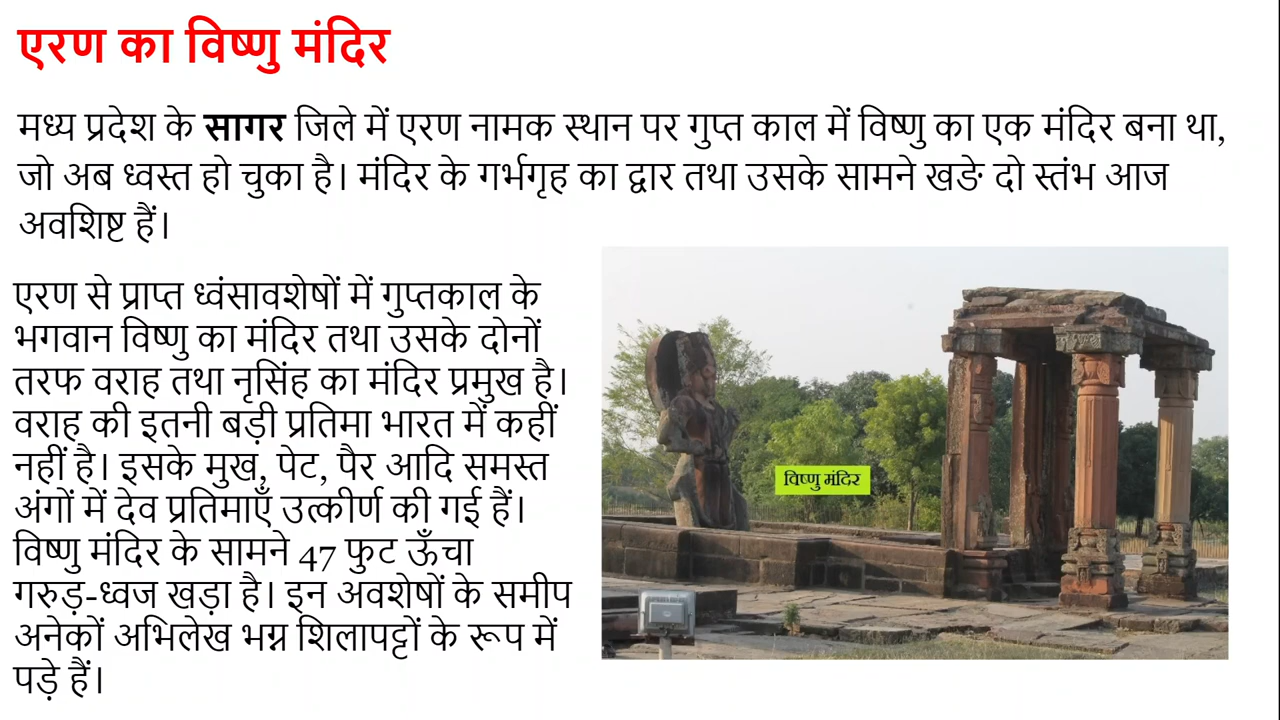 एरण का विष्णु मंदिर
मध्य प्रदेश के सागर जिले में एरण नामक स्थान पर गुप्त काल में विष्णु का एक मंदिर बना था,
जो अब ध्वस्त हो चुका है। मंदिर के गर्भगृह का द्वार तथा उसके सामने खङे दो स्तंभ आज
अवशिष्ट हैं।
एरण से प्राप्त ध्वंसावशेषों में गुप्तकाल के
भगवान विष्णु का मंदिर तथा उसके दोनों
तरफ वराह तथा नृसिंह का मंदिर प्रमुख है।
वराह की इतनी बड़ी प्रतिमा भारत में कहीं
नहीं है। इसके मुख, पेट, पैर आदि समस्त
अंगों में देव प्रतिमाएँ उत्कीर्ण की गई हैं।
विष्णु मंदिर के सामने 47 फुट ऊँचा
गरुड़-ध्वज खड़ा है। इन अवशेषों के समीप
अनेकों अभिलेख भग्न शिलापट्टों के रूप में
पड़े हैं।
विष्णु मंदिर